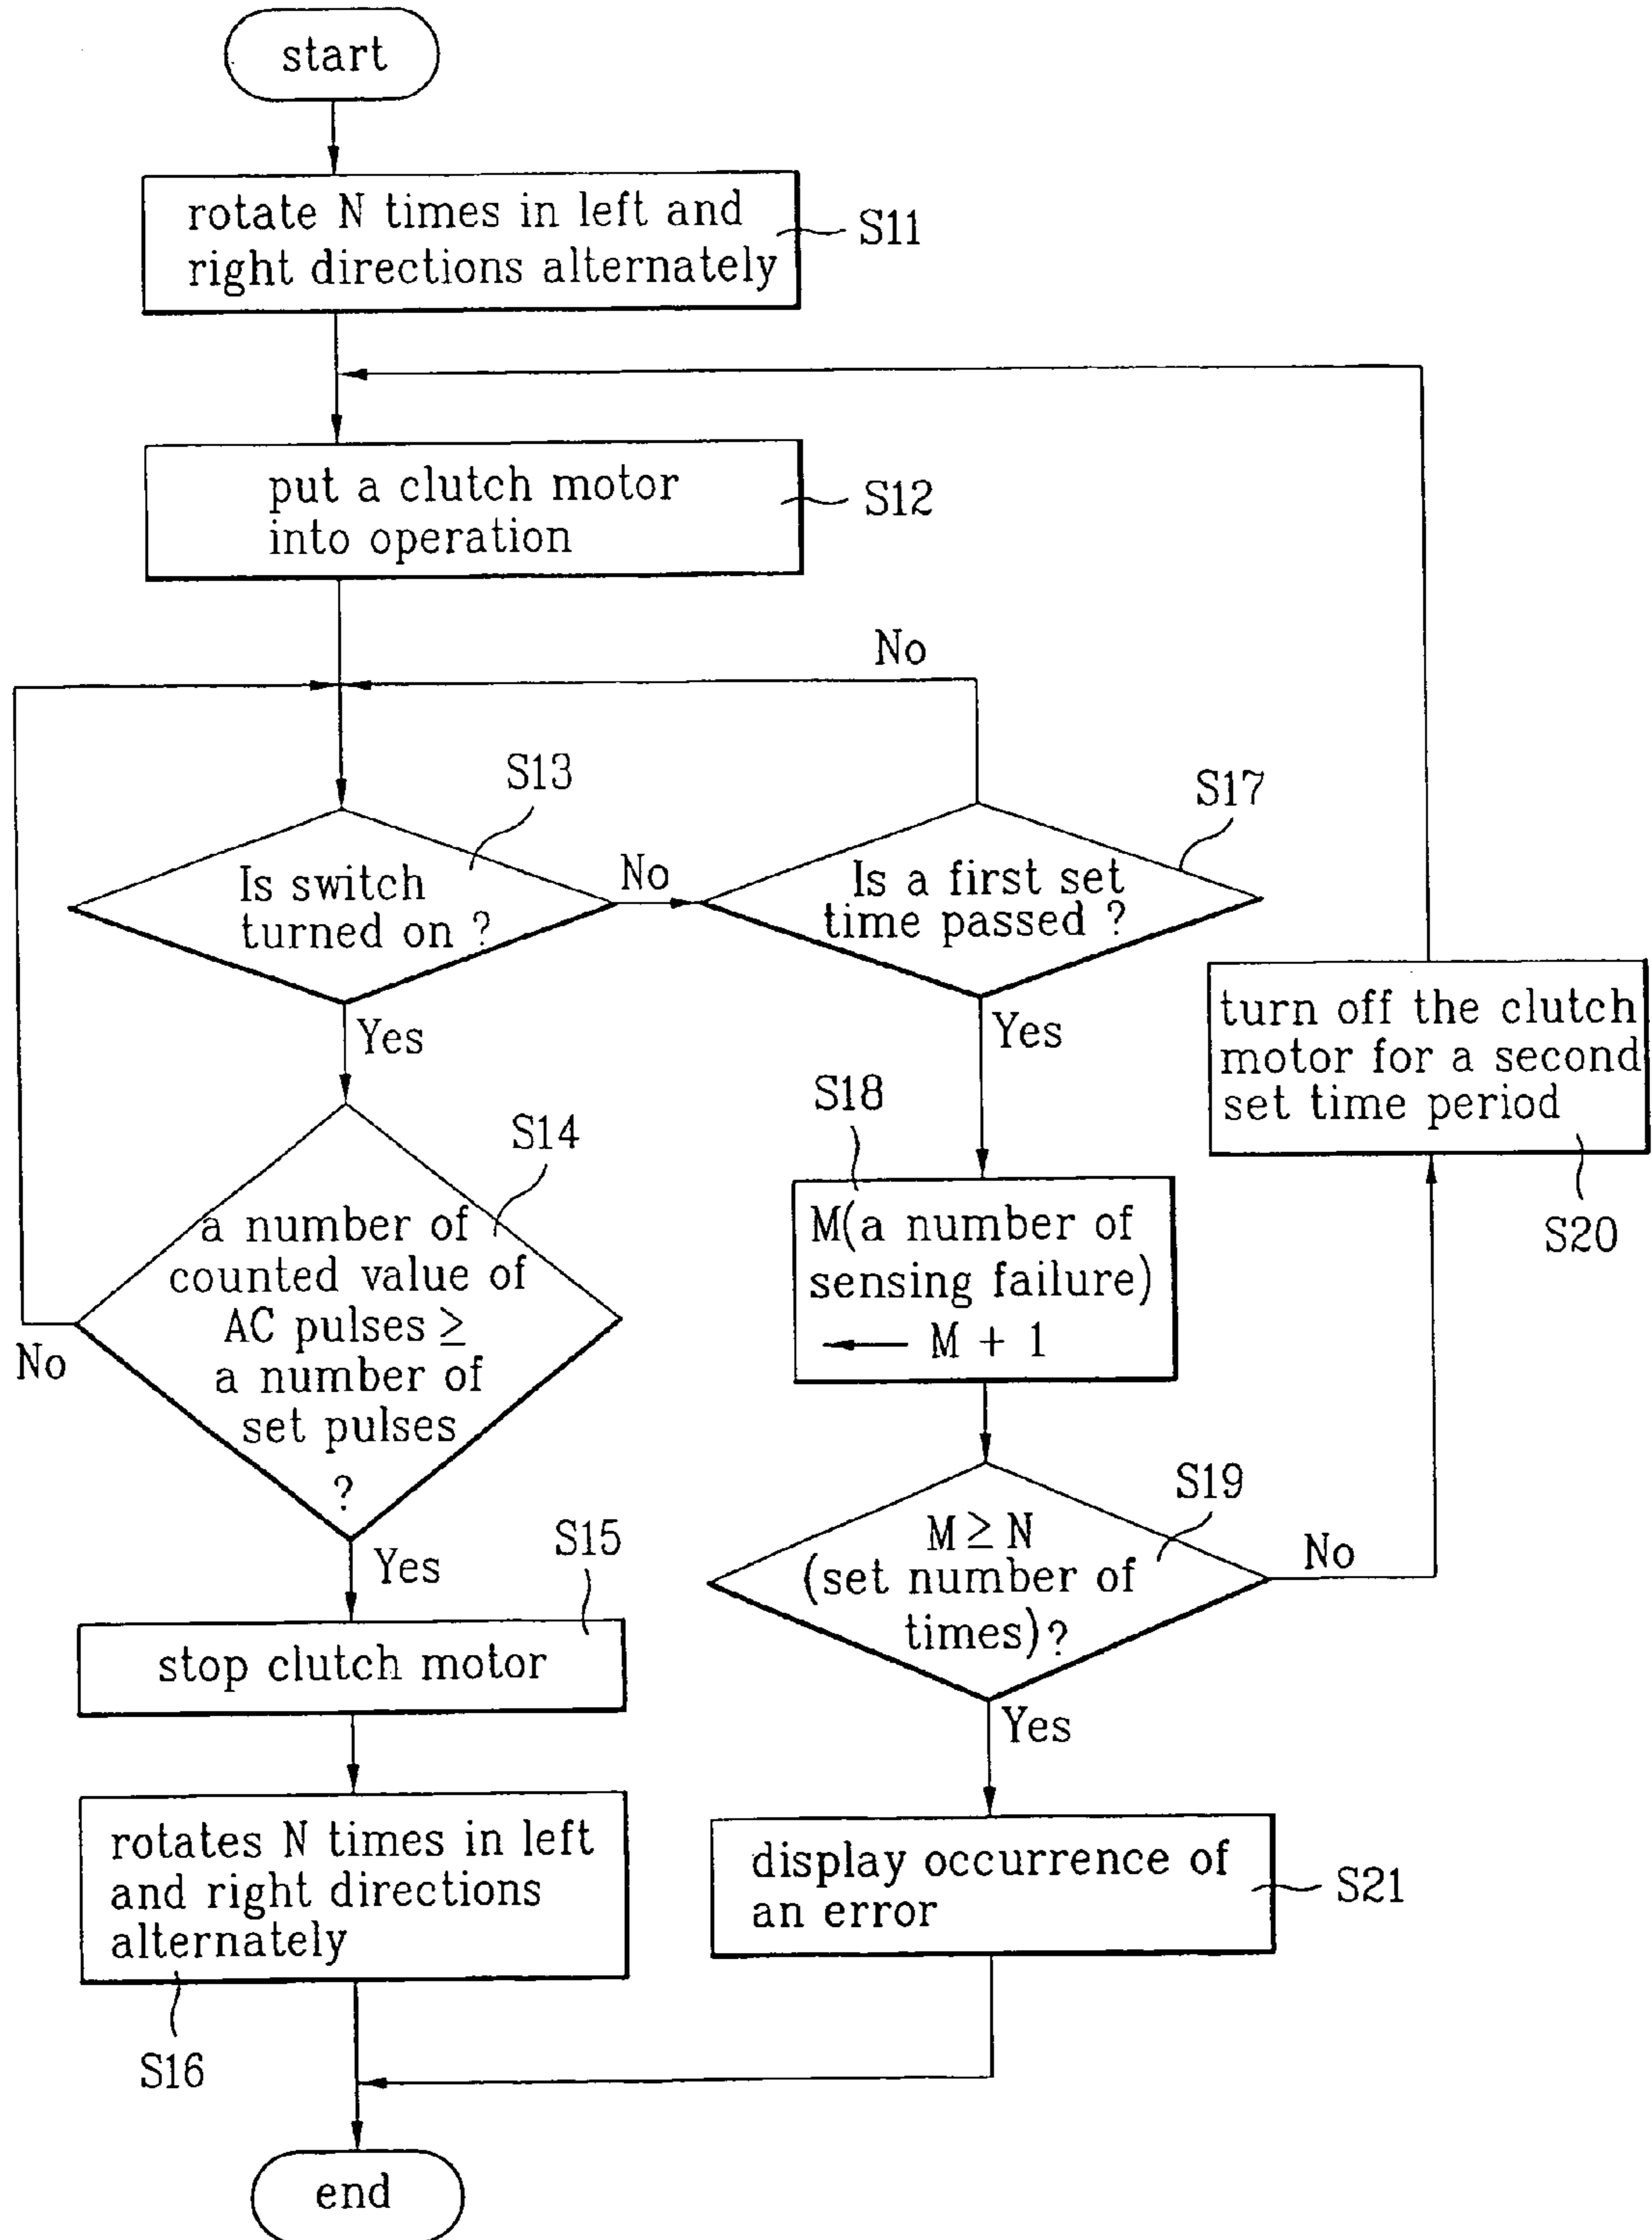 start
rotate N times in left and
right directions alternately
S11
put a clutch motor
into operation
S12
No
S13
Is switch
turned on ?
No
S17
Is a first set
time passed ?
Yes
Yes
turn off the clutch
motor for a second
set time period
S20
S14
a number of
counted value of
AC pulses ≥
a number of
set pulses
?
No
S18
M(a number of
sensing failure)
← M + 1
S19
M ≥ N
(set number of
times)?
No
Yes
S15
stop clutch motor
Yes
rotates N times in left
and right directions
alternately
S16
display occurrence of
an error
S21
end